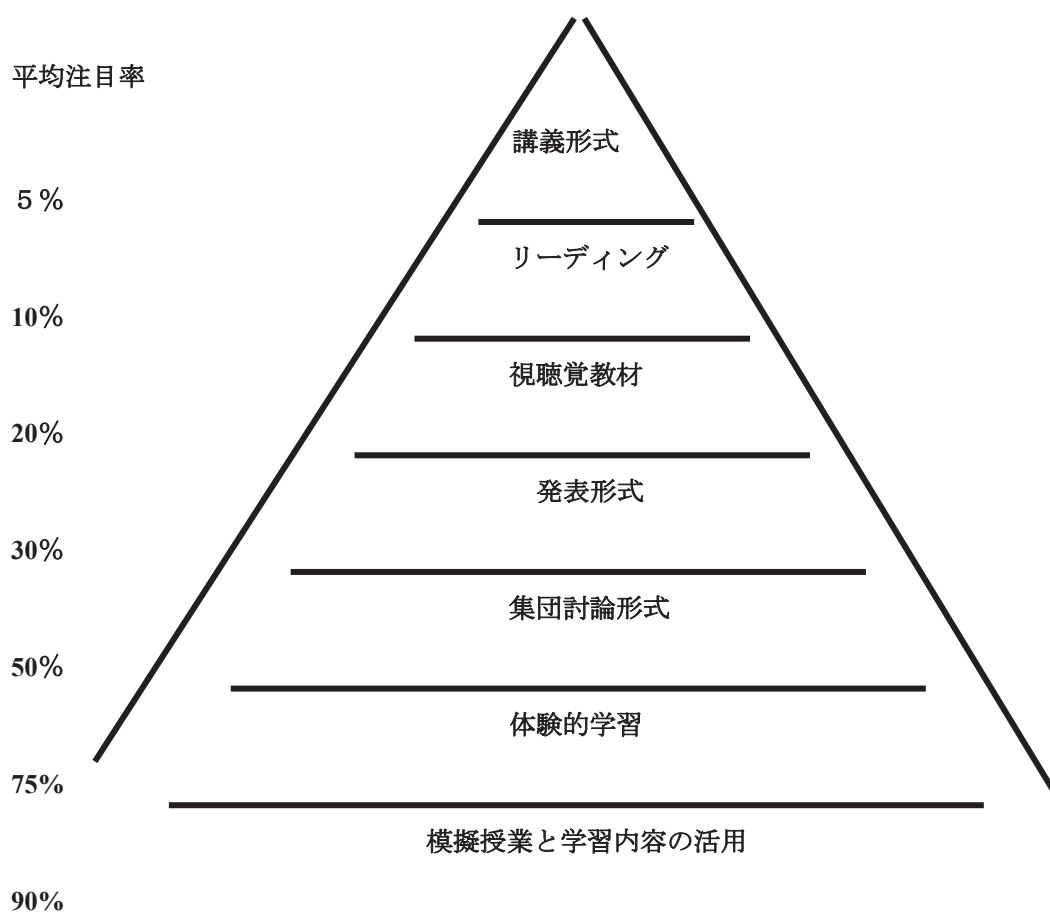 平均注目率
講義形式
５%
リーディング
10%
視聴覚教材
20%
発表形式
30%
集団討論形式
50%
体験的学習
75%
模擬授業と学習内容の活用
90%